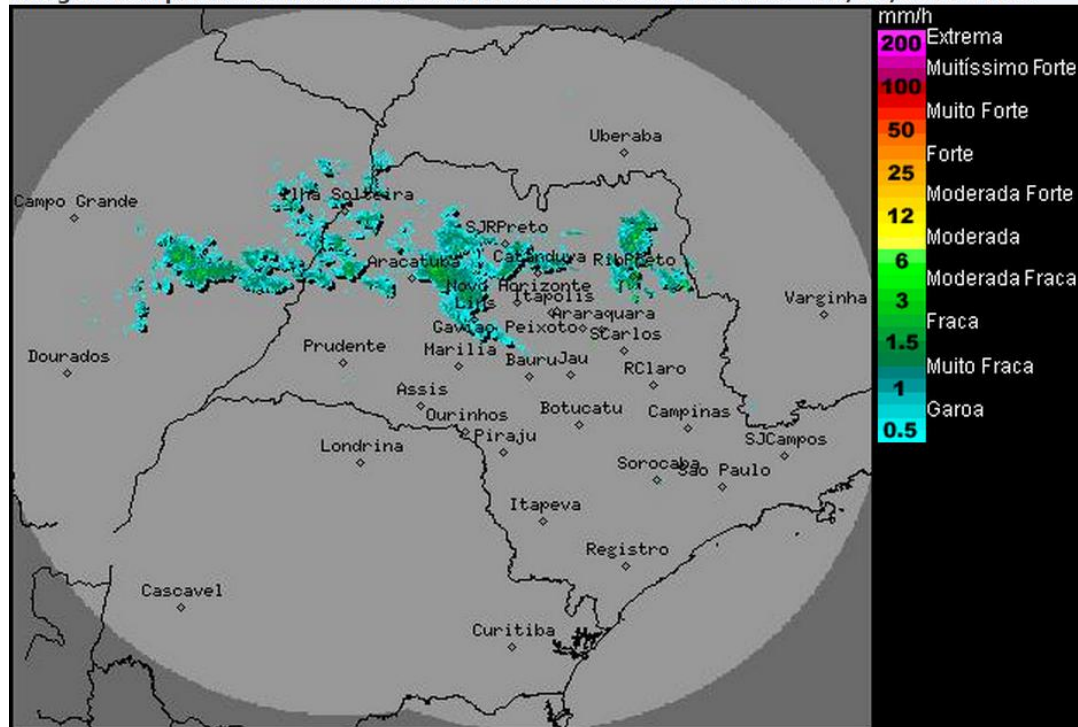 mm/h
200 Extrema
Muitíssimo Forte
100
Muito Forte
50
Forte
25
Moderada Forte
12
Moderada
6
Moderada Fraca
3
Fraca
1.5
Muito Fraca
1
Garoa
0.5
Uberaba
Campo Grande
Ilha Solteira
SJRPreto
Catanduva
RibPreto
Aracatuba
Novo Horizonte
Itapolis
Lins
Araraquara
Gaviao Peixoto
SCarlos
Varginha
Dourados
Prudente
Marilia
Bauru
Jau
RClaro
Assis
Ourinhos
Botucatu
Campinas
Piraju
SJCampos
Londrina
Sorocaba
Sao Paulo
Itapeva
Registro
Cascavel
Curitiba